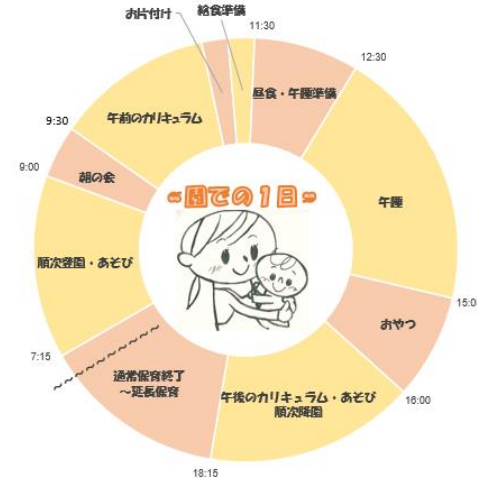 お片付け
給食準備
11:30
昼食・午睡準備
12:30
午睡
おやつ
16:00
午後のカリキュラム・あそび
順次降園
18:15
通常保育終了
～延長保育
7:15
順次登園・あそび
9:00
朝の会
9:30
午前のカリキュラム
～園での１日～